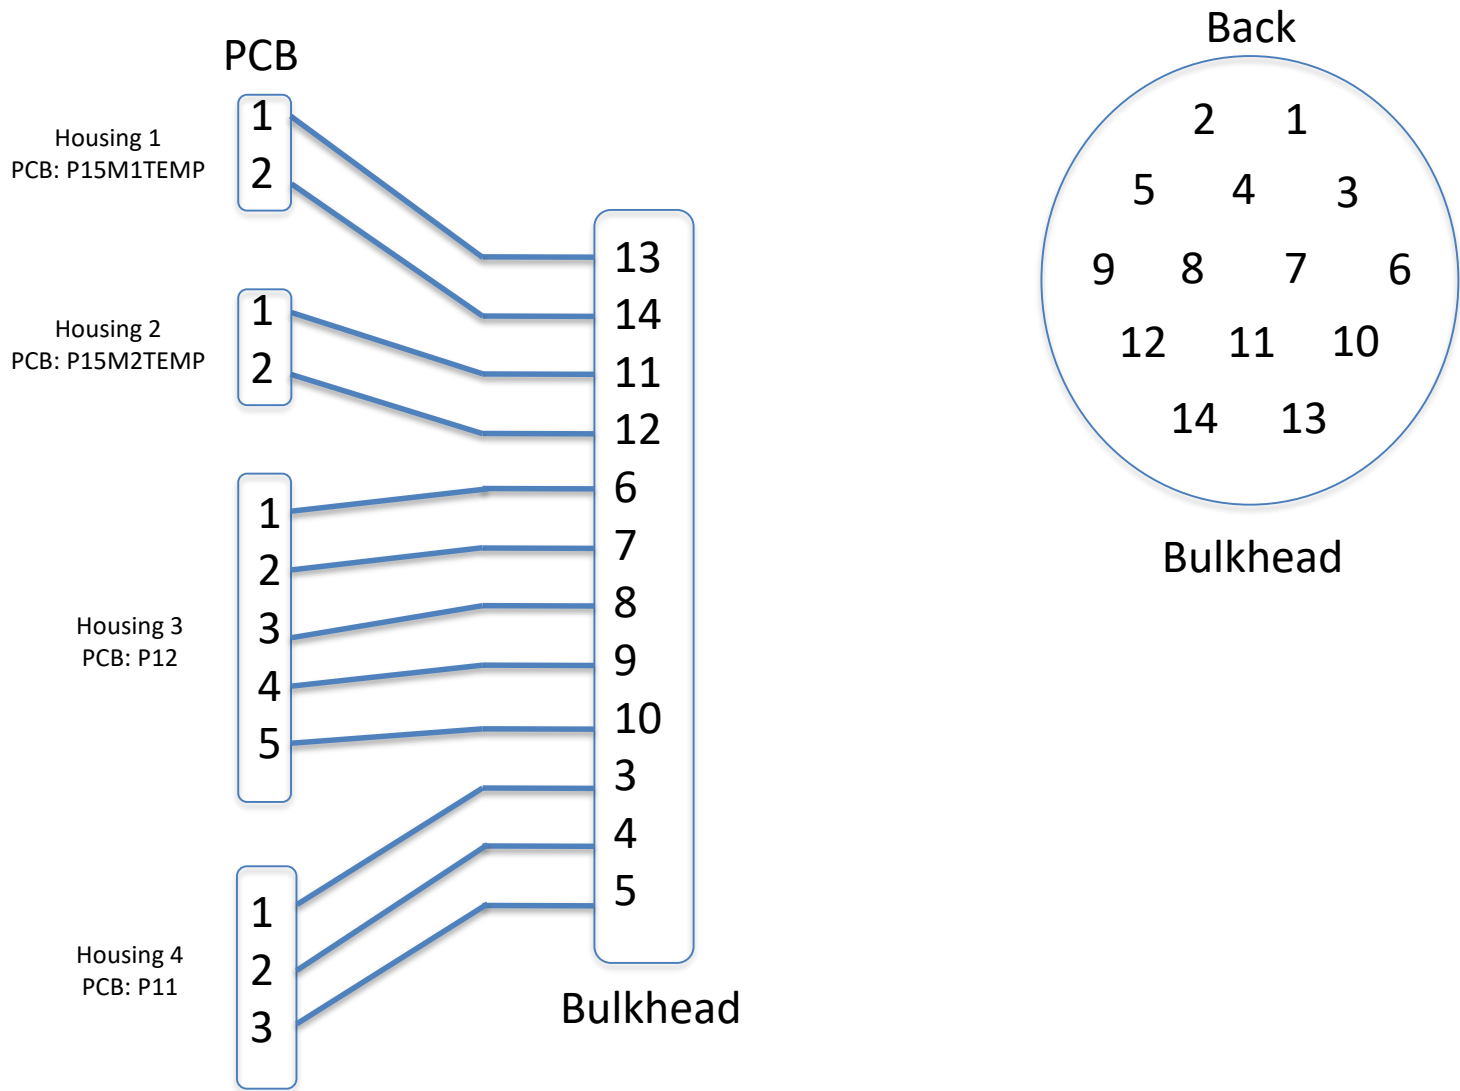 PCB
Housing 1
PCB: P15M1TEMP
1
2
Housing 2
PCB: P15M2TEMP
1
2
Housing 3
PCB: P12
1
2
3
4
5
Housing 4
PCB: P11
1
2
3
13
14
11
12
6
7
8
9
10
3
4
5
Bulkhead
Back
2 1
5 4 3
9 8 7 6
12 11 10
14 13
Bulkhead